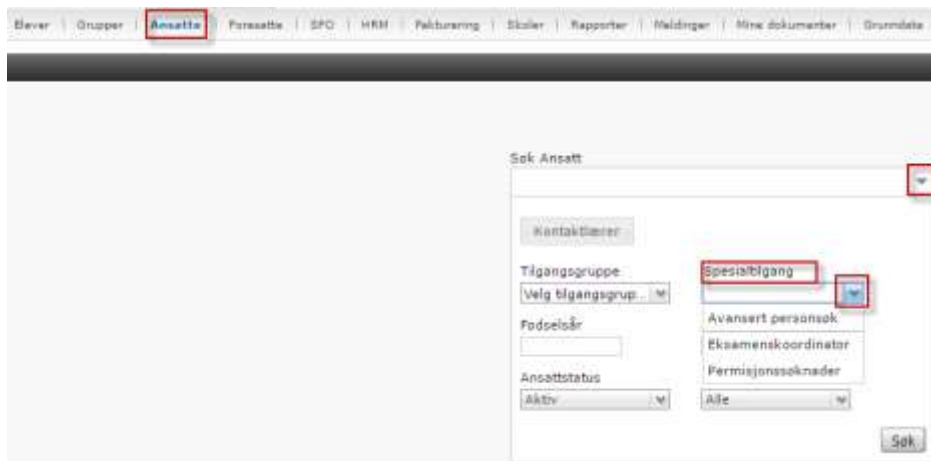 Elever | Grupper | Ansatte | Foresatte | SFO | HRM | Fakturering | Skoler | Rapporter | Meldinger | Mine dokumenter | Grunndata
Søk Ansatt
Kontaktlærer
Tilgangsgruppe Spesialtilgang
Velg tilgangsgrup...
Avansert personsøk
Fødselsår
Eksamenskoordinator
Permisjonssøknader
Ansattstatus
Aktiv Alle
Søk